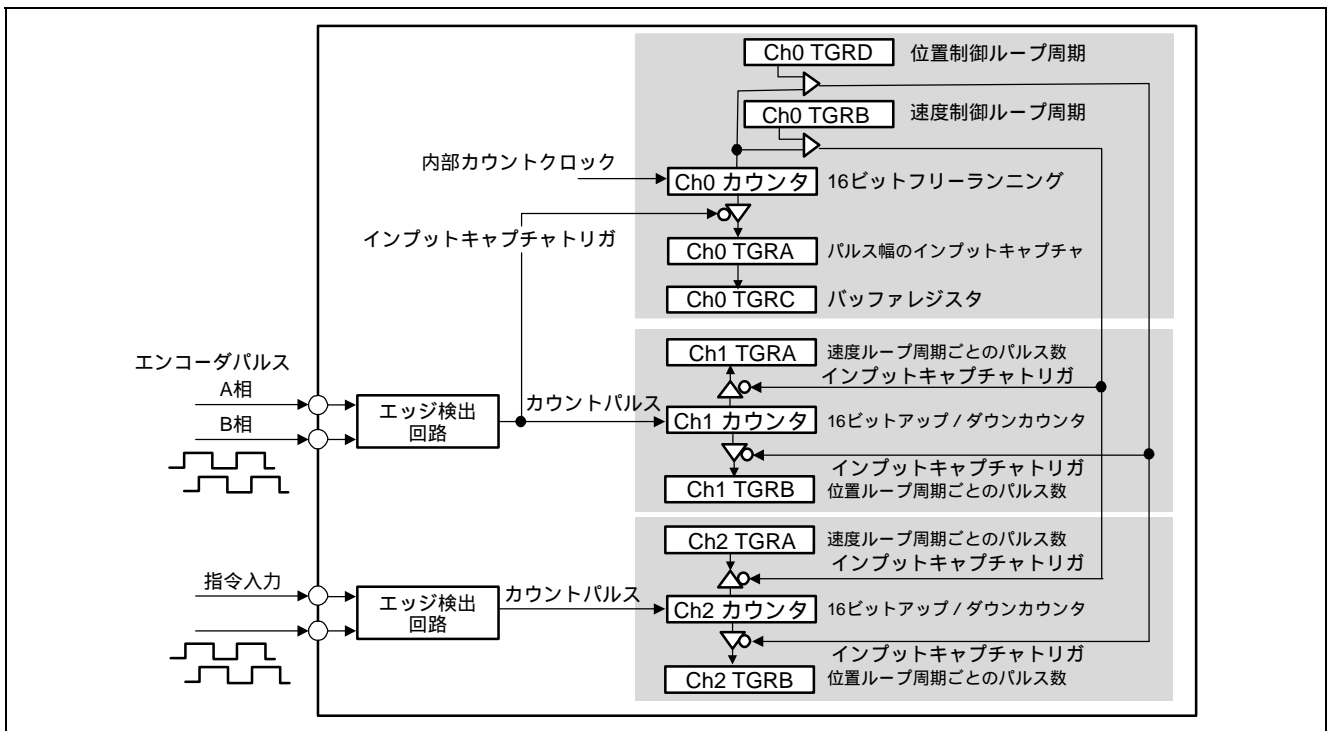 Ch0 TGRD 位置制御ループ周期
Ch0 TGRB 速度制御ループ周期
内部カウントクロック
Ch0 カウンタ 16ビットフリーランニング
インプットキャプチャトリガ
Ch0 TGRA パルス幅のインプットキャプチャ
Ch0 TGRC バッファレジスタ
エンコーダパルス
A相
B相
エッジ検出
回路
カウントパルス
Ch1 TGRA 速度ループ周期ごとのパルス数
インプットキャプチャトリガ
Ch1 カウンタ 16ビットアップ / ダウンカウンタ
インプットキャプチャトリガ
Ch1 TGRB 位置ループ周期ごとのパルス数
指令入力
エッジ検出
回路
カウントパルス
Ch2 TGRA 速度ループ周期ごとのパルス数
インプットキャプチャトリガ
Ch2 カウンタ 16ビットアップ / ダウンカウンタ
インプットキャプチャトリガ
Ch2 TGRB 位置ループ周期ごとのパルス数